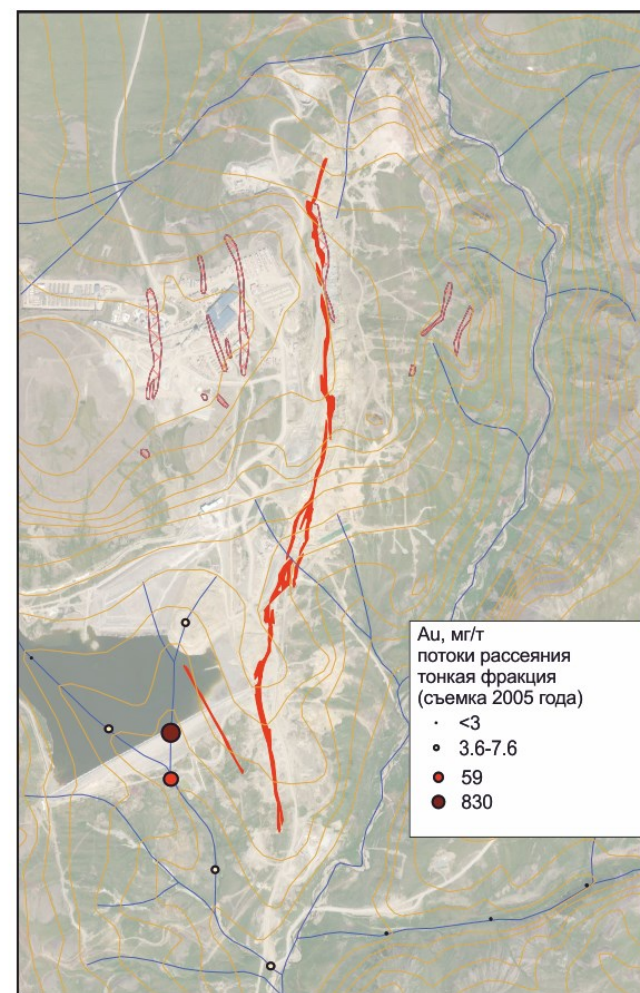 Au, мг/т
потоки рассеяния
тонкая фракция
(съемка 2005 года)
<3
3.6-7.6
59
830